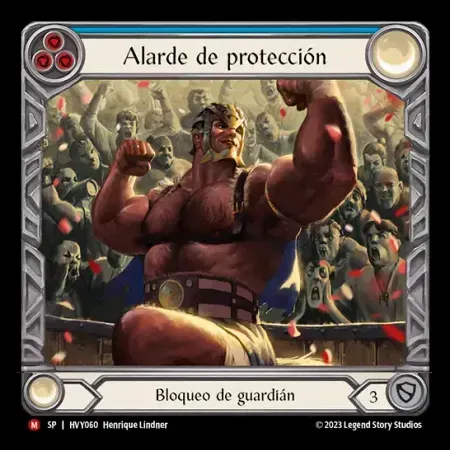 Alarde de protección
Bloqueo de guardián
3
M SP | HVY060 Henrique Lindner
© 2023 Legend Story Studios